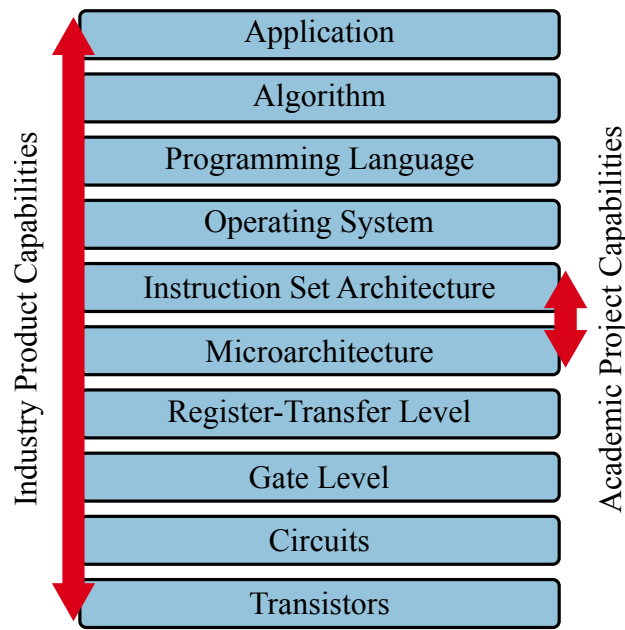 Application
Algorithm
Programming Language
Operating System
Instruction Set Architecture
Microarchitecture
Register-Transfer Level
Gate Level
Circuits
Transistors
Industry Product Capabilities
Academic Project Capabilities